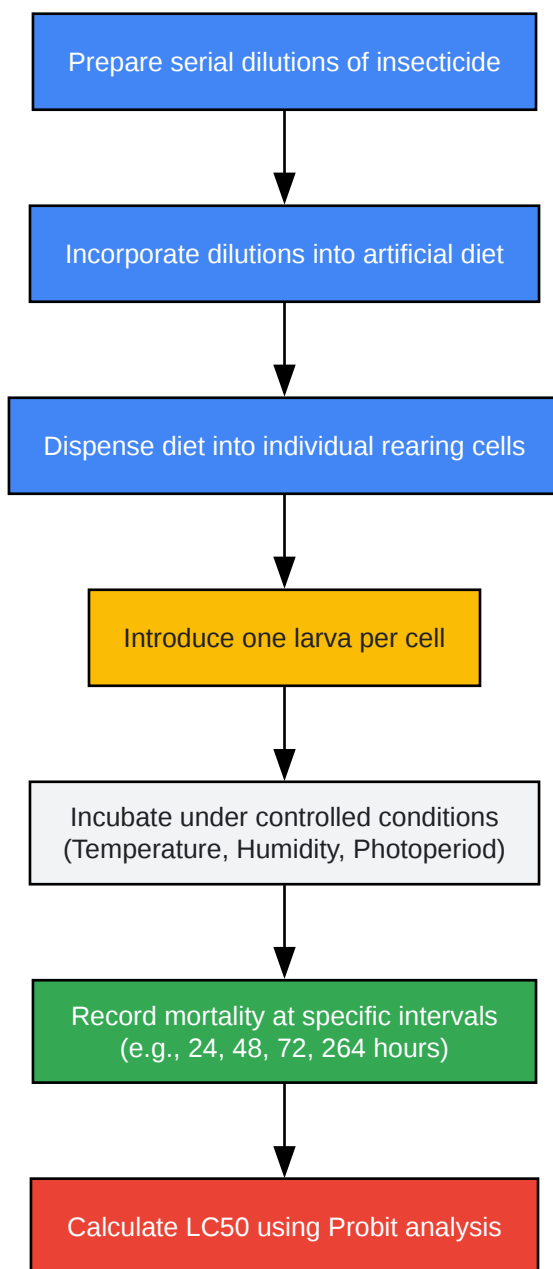 Prepare serial dilutions of insecticide
Incorporate dilutions into artificial diet
Dispense diet into individual rearing cells
Introduce one larva per cell
Incubate under controlled conditions
(Temperature, Humidity, Photoperiod)
Record mortality at specific intervals
(e.g., 24, 48, 72, 264 hours)
Calculate LC50 using Probit analysis